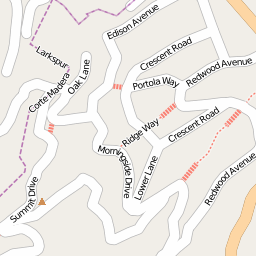 Edison Avenue
Crescent Road
Larkspur
Corte Madera
Oak Lane
Portola Way
Redwood Avenue
Ridge Way
Crescent Road
Morningside Drive
Lower Lane
Summit Drive
Redwood Avenue